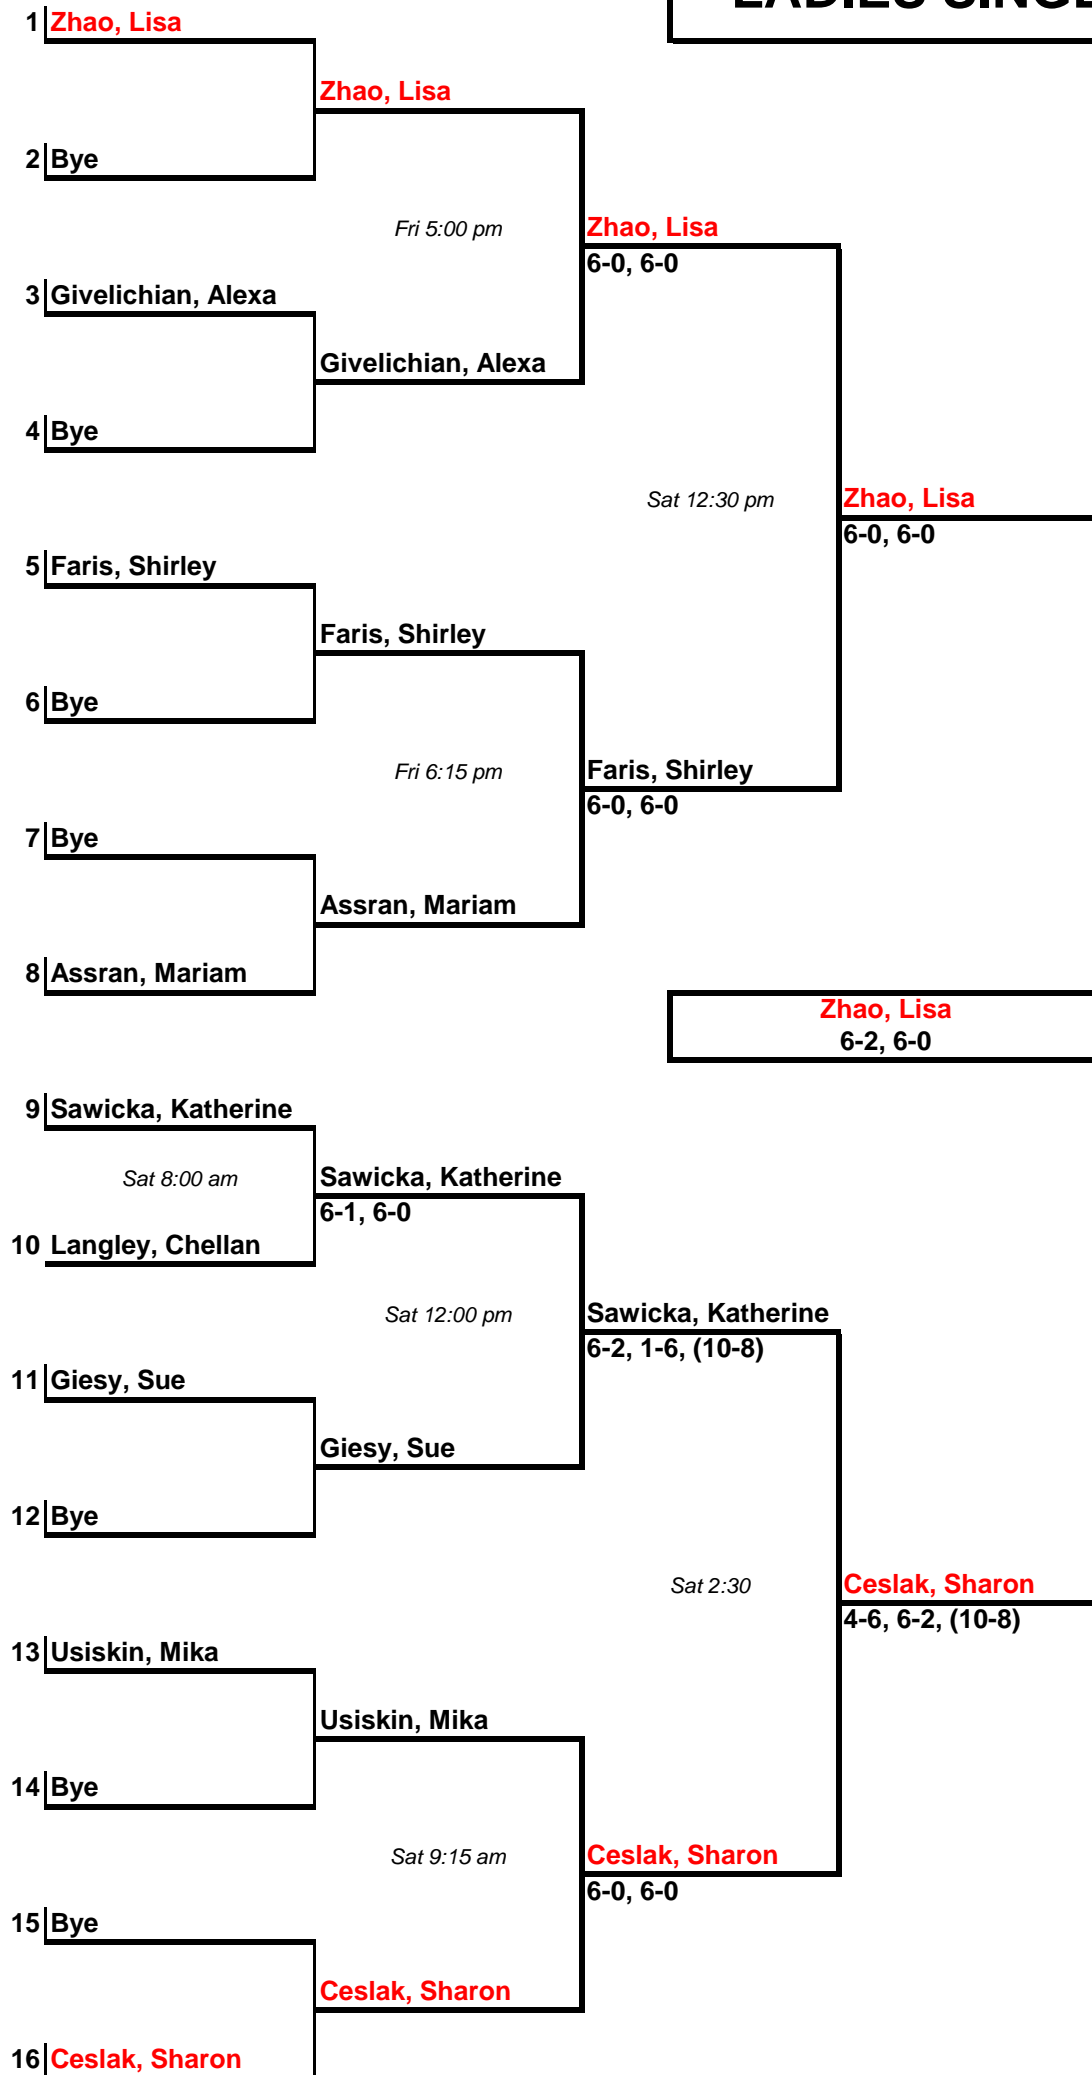 LADIES SINGL
1 Zhao, Lisa
Zhao, Lisa
2 Bye
Fri 5:00 pm
Zhao, Lisa
6-0, 6-0
3 Givelichian, Alexa
Givelichian, Alexa
4 Bye
Sat 12:30 pm
Zhao, Lisa
6-0, 6-0
5 Faris, Shirley
Faris, Shirley
6 Bye
Fri 6:15 pm
Faris, Shirley
6-0, 6-0
7 Bye
Assran, Mariam
8 Assran, Mariam
Zhao, Lisa
6-2, 6-0
9 Sawicka, Katherine
Sat 8:00 am
Sawicka, Katherine
6-1, 6-0
10 Langley, Chellan
Sat 12:00 pm
Sawicka, Katherine
6-2, 1-6, (10-8)
11 Giesy, Sue
Giesy, Sue
12 Bye
Sat 2:30
Ceslak, Sharon
4-6, 6-2, (10-8)
13 Usiskin, Mika
Usiskin, Mika
14 Bye
Sat 9:15 am
Ceslak, Sharon
6-0, 6-0
15 Bye
Ceslak, Sharon
16 Ceslak, Sharon